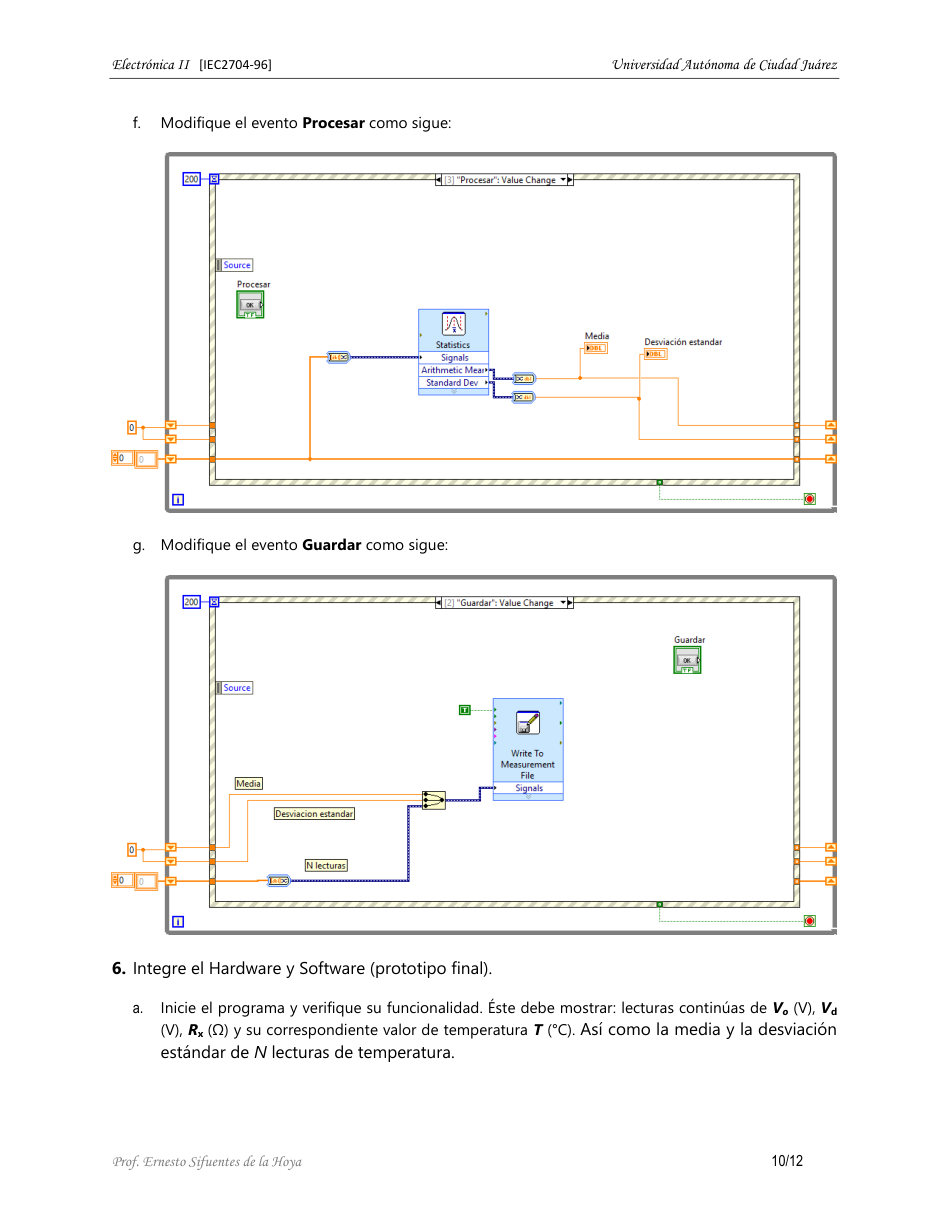 Electrónica II [IEC2704-96] Universidad Autónoma de Ciudad Juárez
f. Modifique el evento Procesar como sigue:
200
[3] "Procesar": Value Change
Source
Procesar
OK
TF
Statistics
Signals
Arithmetic Mear
Standard Dev
Media
DBL
Desviación estandar
DBL
0
0 0
i
g. Modifique el evento Guardar como sigue:
200
[2] "Guardar": Value Change
Guardar
OK
TF
Source
T
Write To
Measurement
File
Signals
Media
Desviacion estandar
N lecturas
0
0 0
i
6. Integre el Hardware y Software (prototipo final).
a. Inicie el programa y verifique su funcionalidad. Éste debe mostrar: lecturas continúas de Vo (V), Vd
(V), Rx (Ω) y su correspondiente valor de temperatura T (°C). Así como la media y la desviación
estándar de N lecturas de temperatura.
Prof. Ernesto Sifuentes de la Hoya 10/12